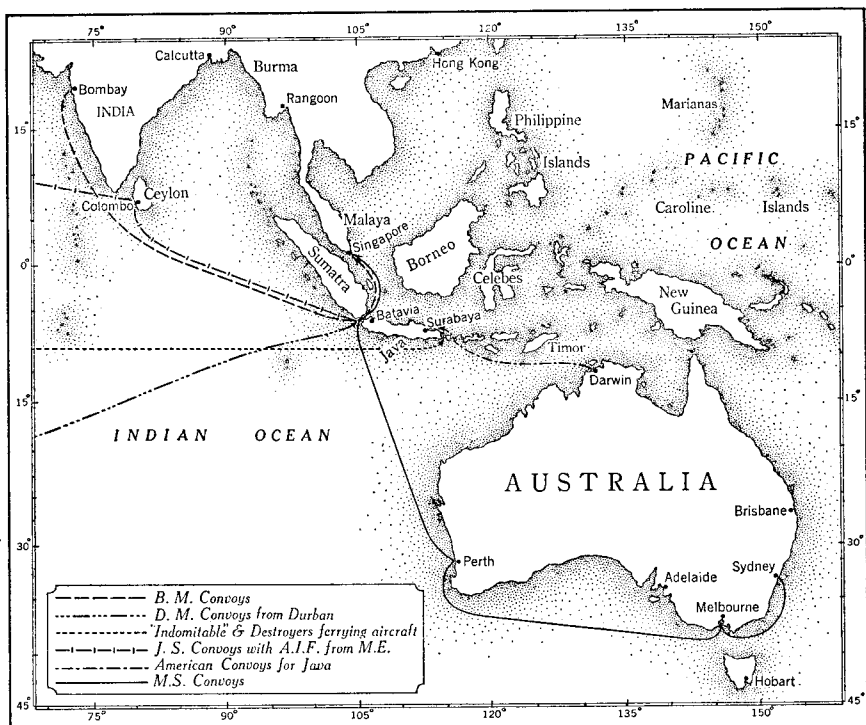 75° 90° 105° 120° 135° 150°
Calcutta
Burma
Hong Kong
Bombay
INDIA
Rangoon
Marianas
Philippine
Islands
15° 15°
PACIFIC
Ceylon
Colombo
Malaya
Caroline Islands
Singapore
OCEAN
Borneo
Sumatra
0° 0°
Celebes
New
Guinea
Batavia
Surabaya
Java
Timor
Darwin
15° 15°
INDIAN OCEAN
AUSTRALIA
Brisbane
30° 30°
Perth
Adelaide
Sydney
Melbourne
B. M. Convoys
D. M. Convoys from Durban
"Indomitable" & Destroyers ferrying aircraft
J. S. Convoys with A.I.F. from M.E.
American Convoys for Java
M.S. Convoys
Hobart
45° 45°
75° 90° 105° 120° 135° 150°